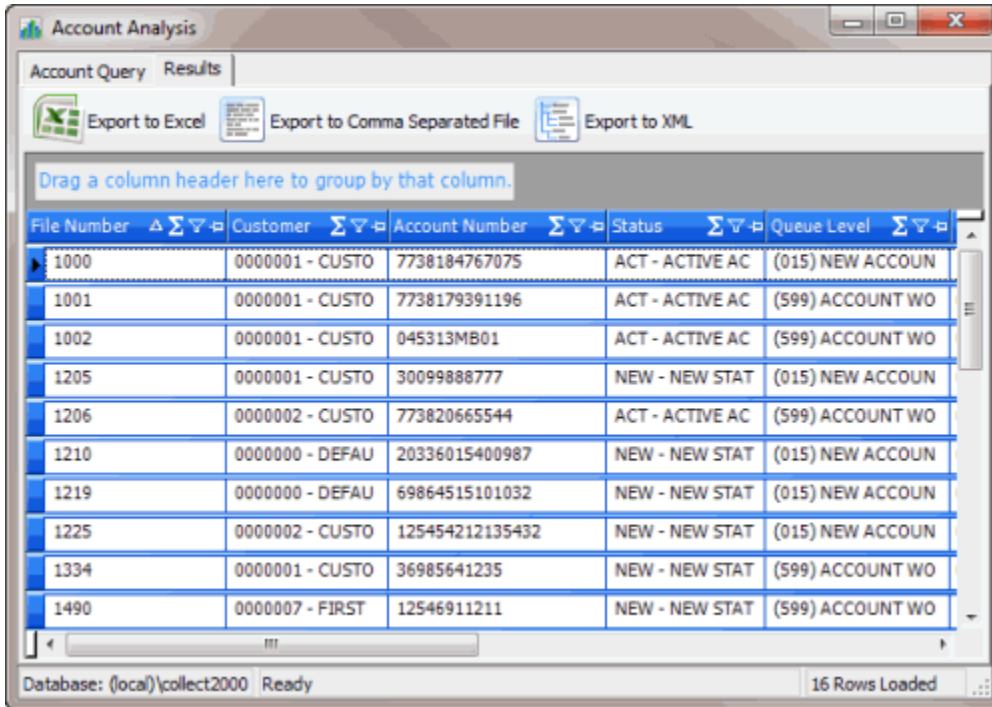 Account Analysis
Account Query Results
Export to Excel Export to Comma Separated File Export to XML
Drag a column header here to group by that column.
File Number Customer Account Number Status Queue Level
1000 0000001 - CUSTO 7738184767075 ACT - ACTIVE AC (015) NEW ACCOUN
1001 0000001 - CUSTO 7738179391196 ACT - ACTIVE AC (599) ACCOUNT WO
1002 0000001 - CUSTO 045313MB01 ACT - ACTIVE AC (599) ACCOUNT WO
1205 0000001 - CUSTO 30099888777 NEW - NEW STAT (015) NEW ACCOUN
1206 0000002 - CUSTO 773820665544 ACT - ACTIVE AC (599) ACCOUNT WO
1210 0000000 - DEFAU 20336015400987 NEW - NEW STAT (015) NEW ACCOUN
1219 0000000 - DEFAU 69864515101032 NEW - NEW STAT (015) NEW ACCOUN
1225 0000002 - CUSTO 125454212135432 NEW - NEW STAT (015) NEW ACCOUN
1334 0000001 - CUSTO 36985641235 NEW - NEW STAT (599) ACCOUNT WO
1490 0000007 - FIRST 12546911211 NEW - NEW STAT (599) ACCOUNT WO
Database: (local)\collect2000 Ready 16 Rows Loaded